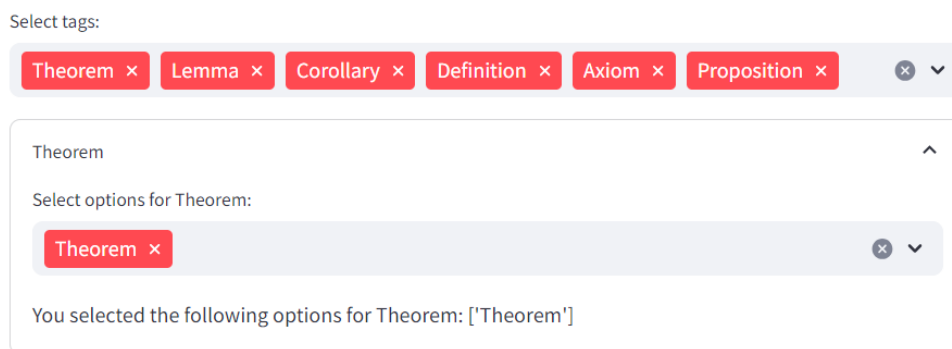 Select tags:
Theorem × Lemma × Corollary × Definition × Axiom × Proposition ×
Theorem
Select options for Theorem:
Theorem ×
You selected the following options for Theorem: ['Theorem']